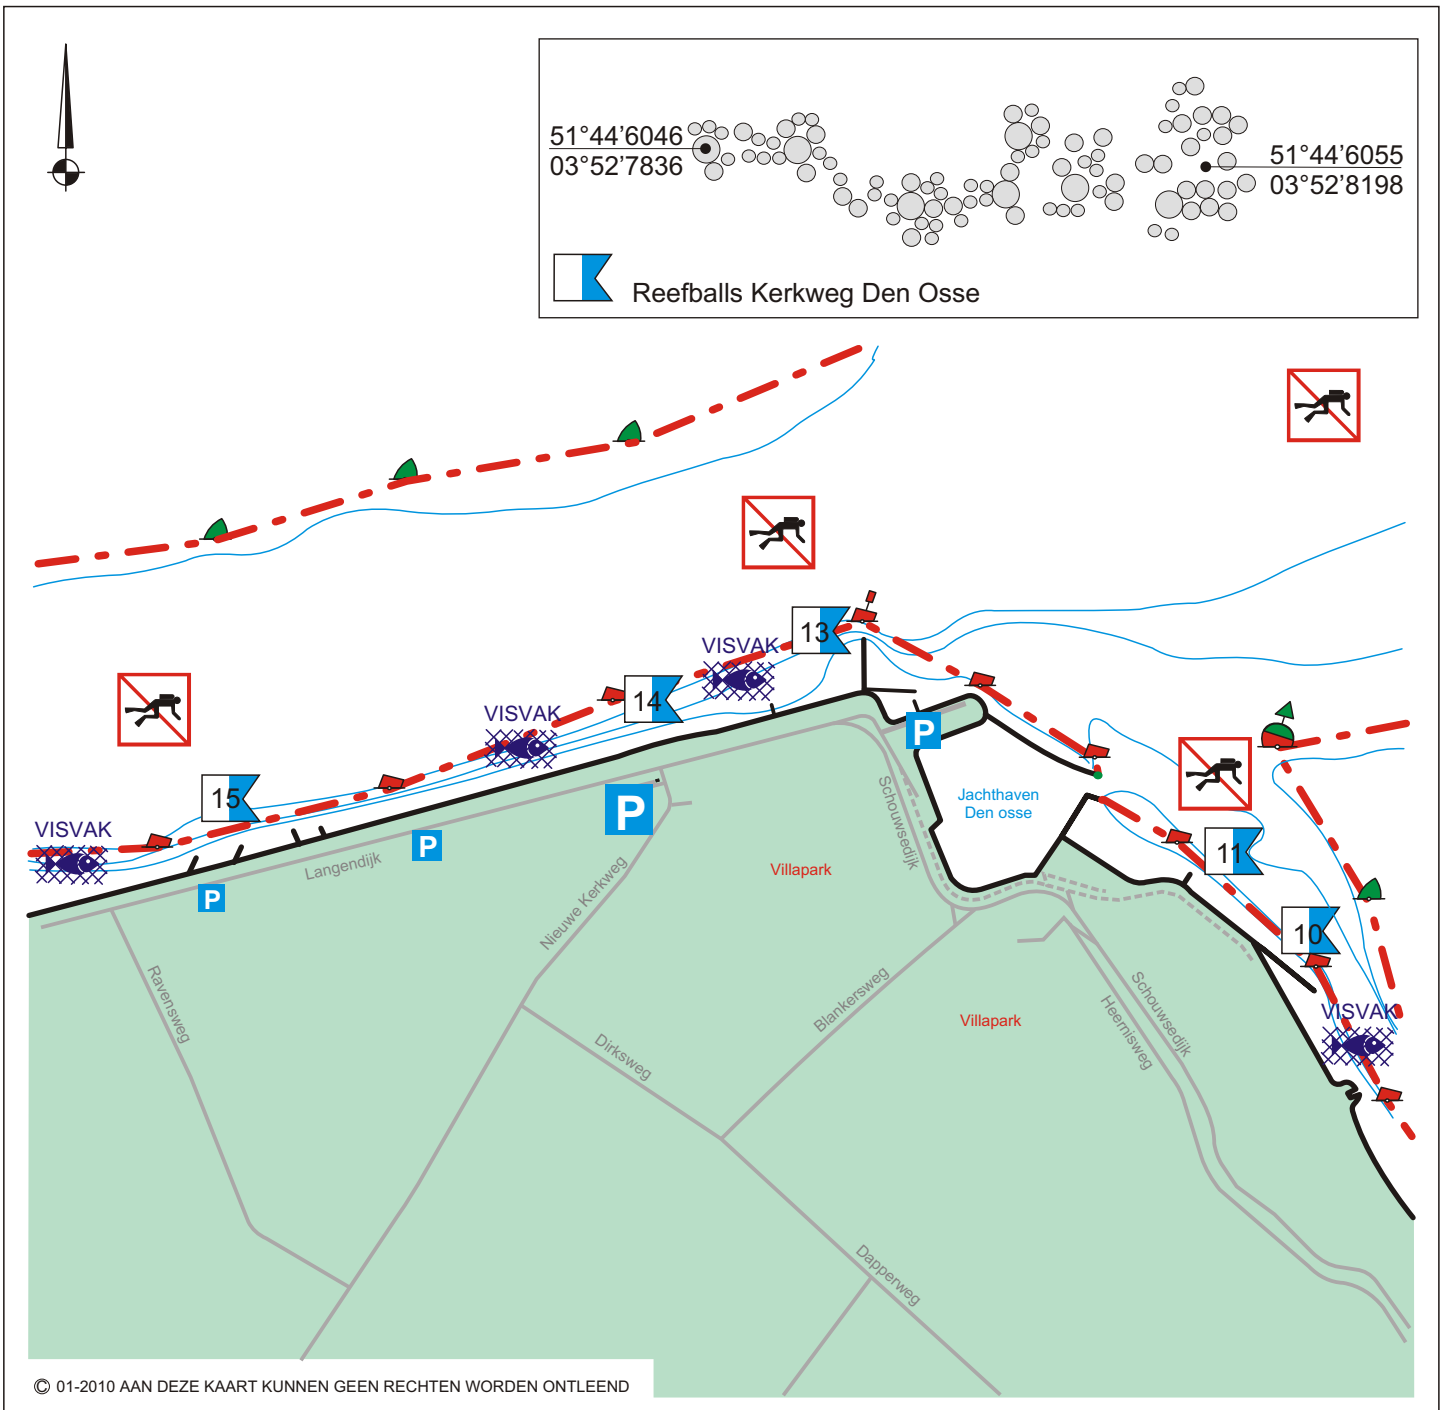 51°44'6046
03°52'7836
51°44'6055
03°52'8198
Reefballs Kerkweg Den Osse
13
VISVAK
14
VISVAK
15
VISVAK
P
P
P
P
Langendijk
Nieuwe Kerkweg
Ravensweg
Schouwsedijk
Jachthaven
Den osse
Villapark
11
10
VISVAK
Blankersweg
Villapark
Dirksweg
Heernisweg
Schouwsedijk
Dapperweg
© 01-2010 AAN DEZE KAART KUNNEN GEEN RECHTEN WORDEN ONTLEEND